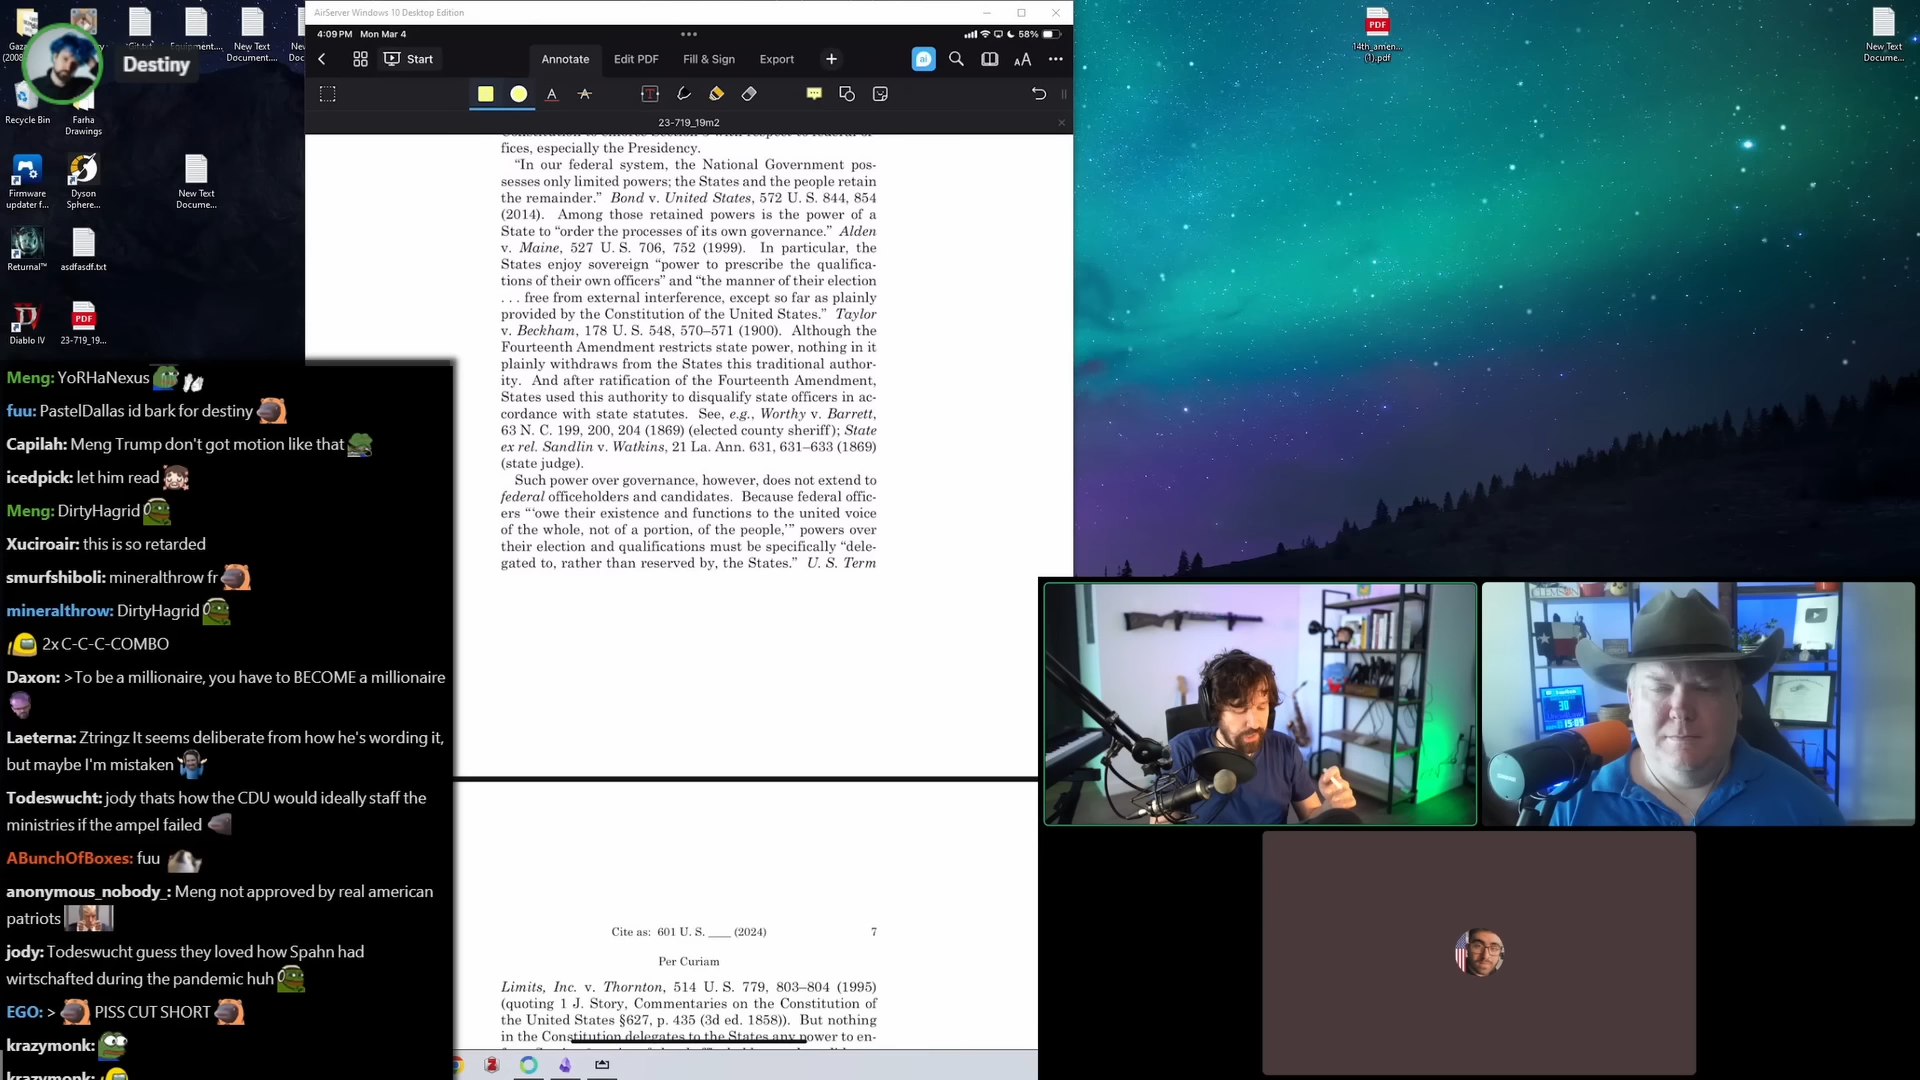 AirServer Windows 10 Desktop Edition
4:09 PM Mon Mar 4
58%
Start
Annotate
Edit PDF
Fill & Sign
Export
23-719_19m2
fices, especially the Presidency.
“In our federal system, the National Government pos-
sesses only limited powers; the States and the people retain
the remainder.” Bond v. United States, 572 U. S. 844, 854
(2014). Among those retained powers is the power of a
State to “order the processes of its own governance.” Alden
v. Maine, 527 U. S. 706, 752 (1999). In particular, the
States enjoy sovereign “power to prescribe the qualifica-
tions of their own officers” and “the manner of their election
. . . free from external interference, except so far as plainly
provided by the Constitution of the United States.” Taylor
v. Beckham, 178 U. S. 548, 570–571 (1900). Although the
Fourteenth Amendment restricts state power, nothing in it
plainly withdraws from the States this traditional author-
ity. And after ratification of the Fourteenth Amendment,
States used this authority to disqualify state officers in ac-
cordance with state statutes. See, e.g., Worthy v. Barrett,
63 N. C. 199, 200, 204 (1869) (elected county sheriff); State
ex rel. Sandlin v. Watkins, 21 La. Ann. 631, 631–633 (1869)
(state judge).
Such power over governance, however, does not extend to
federal officeholders and candidates. Because federal offic-
ers “‘owe their existence and functions to the united voice
of the whole, not of a portion, of the people,’” powers over
their election and qualifications must be specifically “dele-
gated to, rather than reserved by, the States.” U. S. Term
Cite as: 601 U. S. ____ (2024) 7
Per Curiam
Limits, Inc. v. Thornton, 514 U. S. 779, 803–804 (1995)
(quoting 1 J. Story, Commentaries on the Constitution of
the United States §627, p. 435 (3d ed. 1858)). But nothing
in the Constitution delegates to the States any power to en-
Destiny
New Text
Document....
Recycle Bin
Farha
Drawings
Firmware
updater f...
Dyson
Sphere...
New Text
Docume...
Returnal™
asdfasdf.txt
Diablo IV
23-719_19...
PDF
14th_amen...
(1).pdf
New Text
Docume...
Meng: YoRHaNexus
fuu: PastelDallas id bark for destiny
Capilah: Meng Trump don't got motion like that
icedpick: let him read
Meng: DirtyHagrid
Xuciroair: this is so retarded
smurfshiboli: mineralthrow fr
mineralthrow: DirtyHagrid
2x C-C-C-COMBO
Daxon: >To be a millionaire, you have to BECOME a millionaire
Laeterna: Ztringz It seems deliberate from how he's wording it,
but maybe I'm mistaken
Todeswucht: jody thats how the CDU would ideally staff the
ministries if the ampel failed
ABunchOfBoxes: fuu
anonymous_nobody_: Meng not approved by real american
patriots
jody: Todeswucht guess they loved how Spahn had
wirtschafted during the pandemic huh
EGO: > PISS CUT SHORT
krazymonk:
krazymonk:
CLEMSON
30